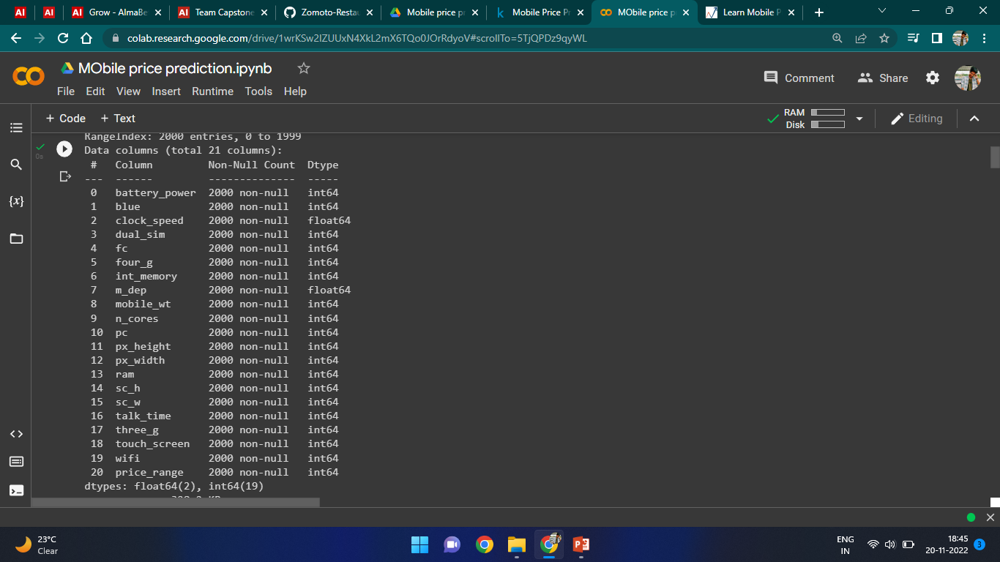 AI
AI
AI Grow - AlmaBe
AI Team Capstone
Zomoto-Restau
Mobile price pr
k Mobile Price Pr
MObile price p
Learn Mobile P
colab.research.google.com/drive/1wrKSw2IZUUxN4XkL2mX6TQo0JOrRdyoV#scrollTo=5TjQPDz9qyWL
MObile price prediction.ipynb
File Edit View Insert Runtime Tools Help
Comment Share
+ Code + Text
RAM
Disk
Editing
{x}
0s
RangeIndex: 2000 entries, 0 to 1999
Data columns (total 21 columns):
# Column Non-Null Count Dtype
--- ------ -------------- -----
0 battery_power 2000 non-null int64
1 blue 2000 non-null int64
2 clock_speed 2000 non-null float64
3 dual_sim 2000 non-null int64
4 fc 2000 non-null int64
5 four_g 2000 non-null int64
6 int_memory 2000 non-null int64
7 m_dep 2000 non-null float64
8 mobile_wt 2000 non-null int64
9 n_cores 2000 non-null int64
10 pc 2000 non-null int64
11 px_height 2000 non-null int64
12 px_width 2000 non-null int64
13 ram 2000 non-null int64
14 sc_h 2000 non-null int64
15 sc_w 2000 non-null int64
16 talk_time 2000 non-null int64
17 three_g 2000 non-null int64
18 touch_screen 2000 non-null int64
19 wifi 2000 non-null int64
20 price_range 2000 non-null int64
dtypes: float64(2), int64(19)
23°C
Clear
ENG
IN
18:45
20-11-2022
3